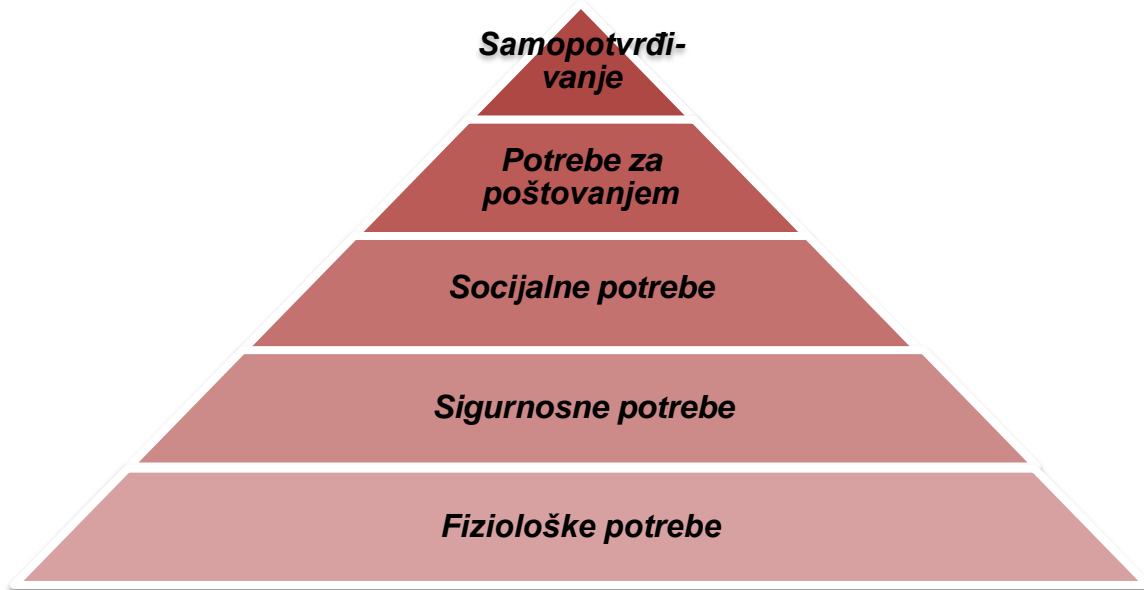 Samopotvrđi-
vanje
Potrebe za
poštovanjem
Socijalne potrebe
Sigurnosne potrebe
Fiziološke potrebe